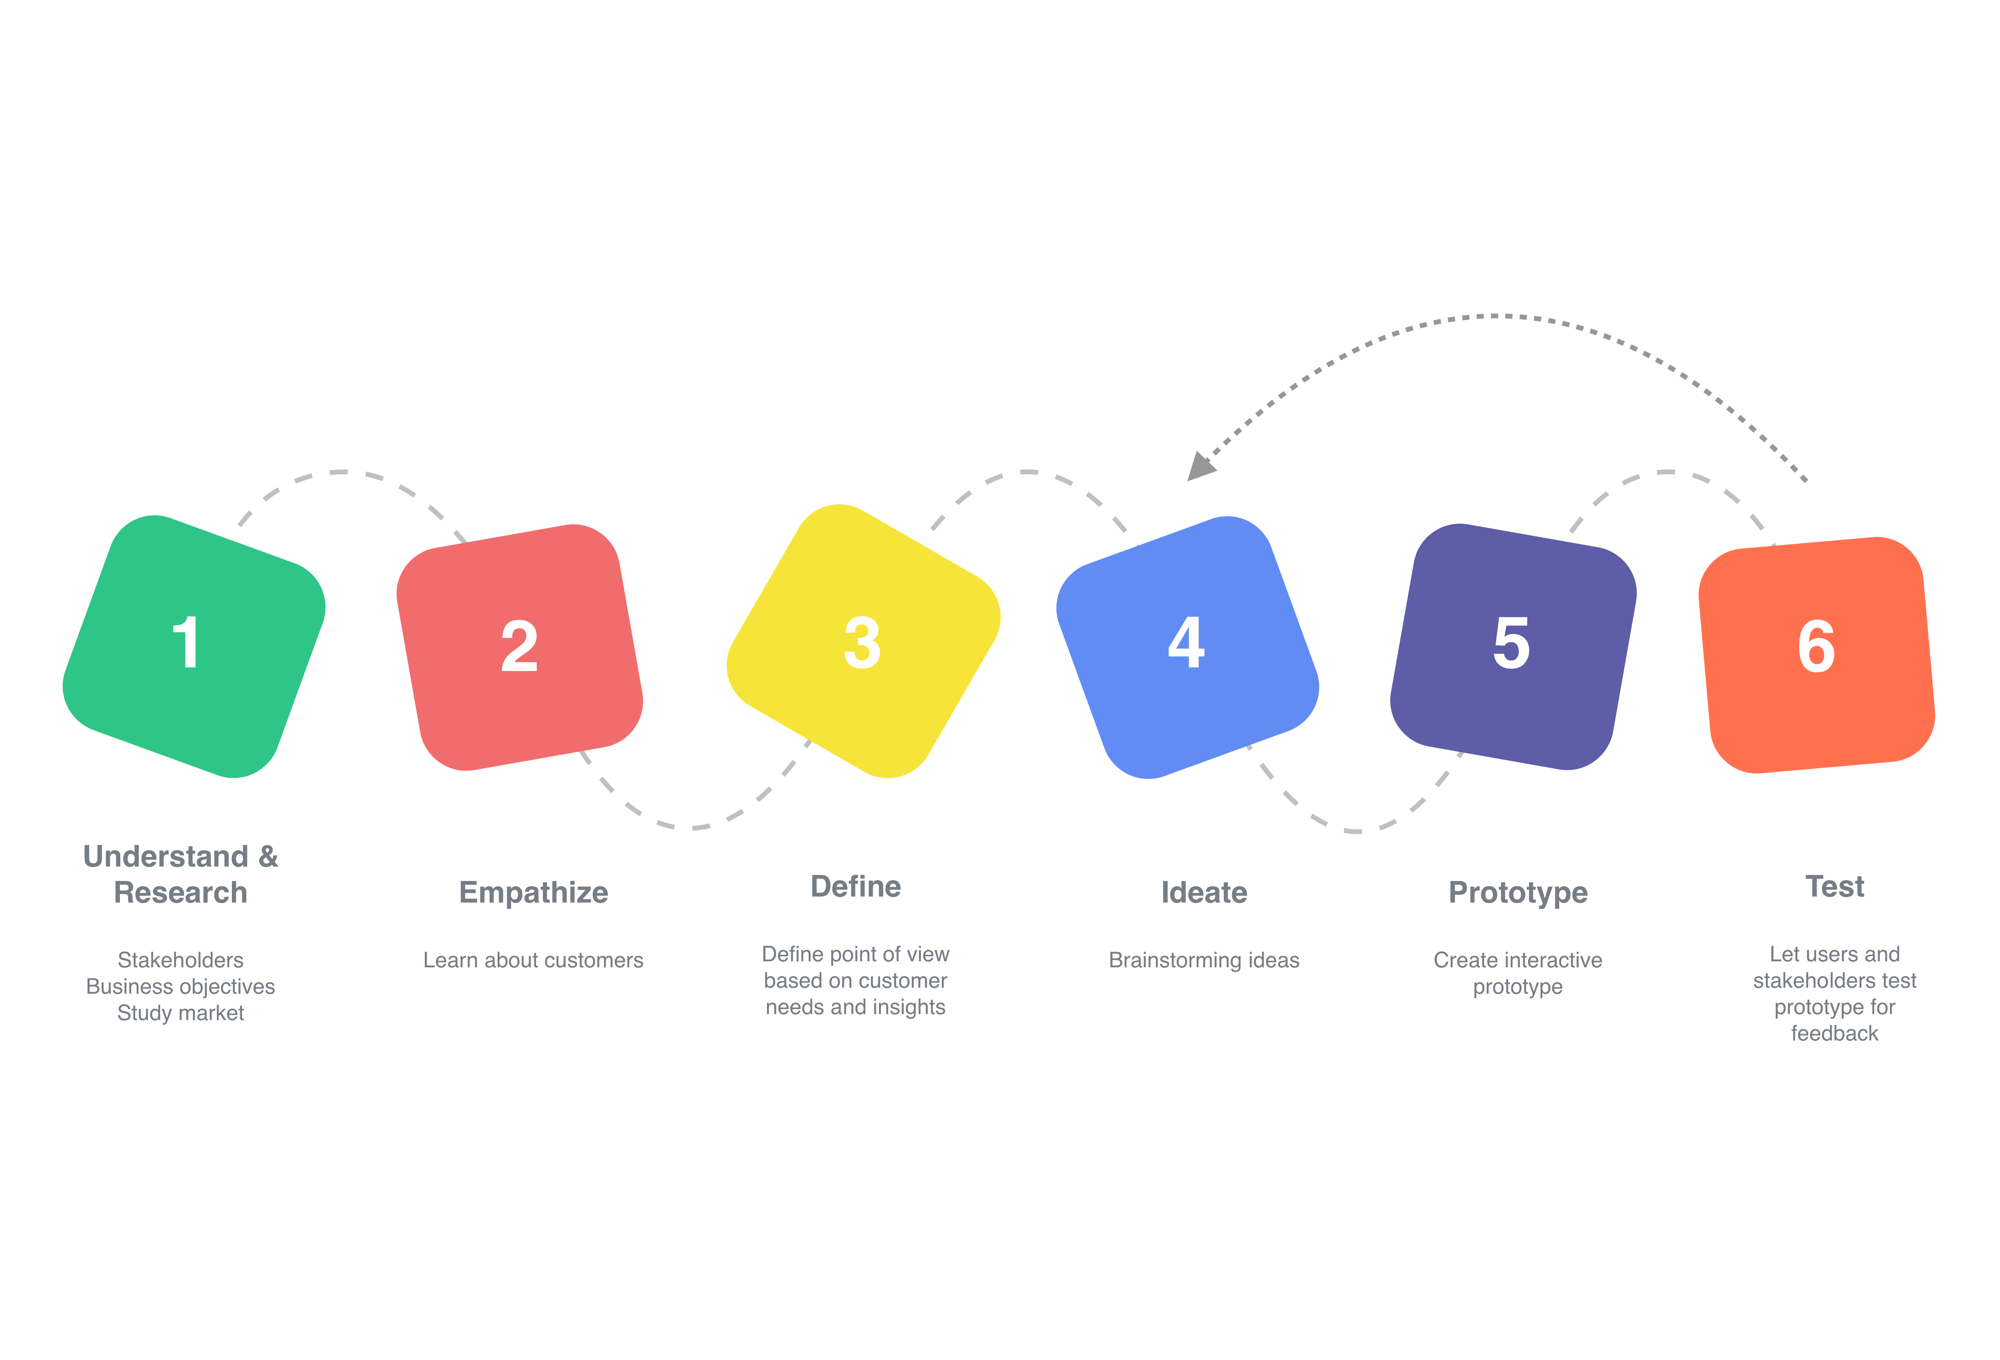 1
2
3
4
5
6
Understand &
Research
Stakeholders
Business objectives
Study market
Empathize
Learn about customers
Define
Define point of view
based on customer
needs and insights
Ideate
Brainstorming ideas
Prototype
Create interactive
prototype
Test
Let users and
stakeholders test
prototype for
feedback